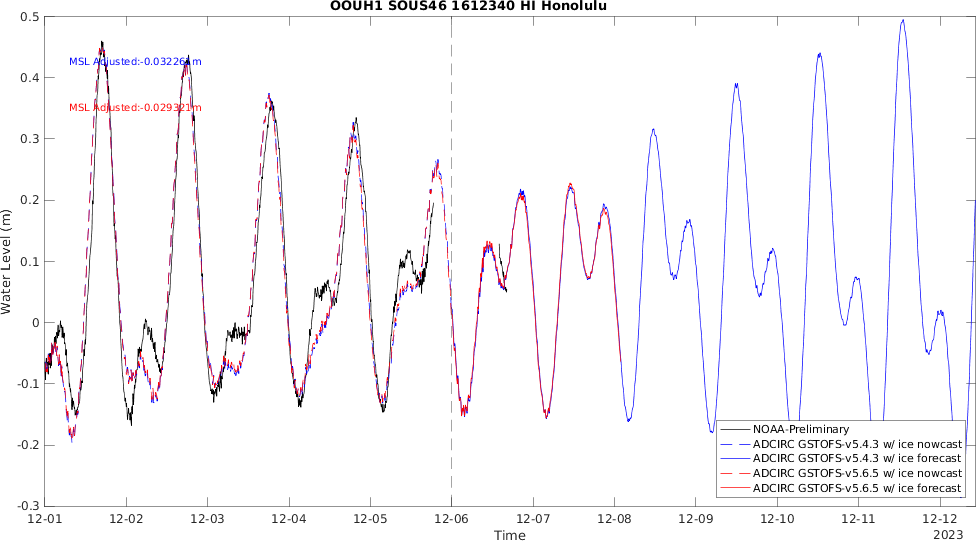 OOUH1 SOUS46 1612340 HI Honolulu
0.5
MSL Adjusted:-0.032261m
0.4
MSL Adjusted:-0.029321m
0.3
0.2
0.1
0
-0.1
-0.2
-0.3
Water Level (m)
NOAA-Preliminary
ADCIRC GSTOFS-v5.4.3 w/ ice nowcast
ADCIRC GSTOFS-v5.4.3 w/ ice forecast
ADCIRC GSTOFS-v5.6.5 w/ ice nowcast
ADCIRC GSTOFS-v5.6.5 w/ ice forecast
12-01 12-02 12-03 12-04 12-05 12-06 12-07 12-08 12-09 12-10 12-11 12-12
Time
2023